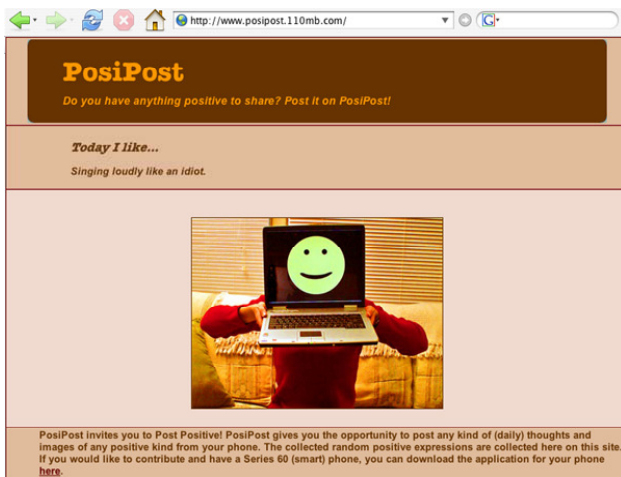 http://www.posipost.110mb.com/
G
PosiPost
Do you have anything positive to share? Post it on PosiPost!
Today I like...
Singing loudly like an idiot.
PosiPost invites you to Post Positive! PosiPost gives you the opportunity to post any kind of (daily) thoughts and
images of any positive kind from your phone. The collected random positive expressions are collected here on this site.
If you would like to contribute and have a Series 60 (smart) phone, you can download the application for your phone
here.